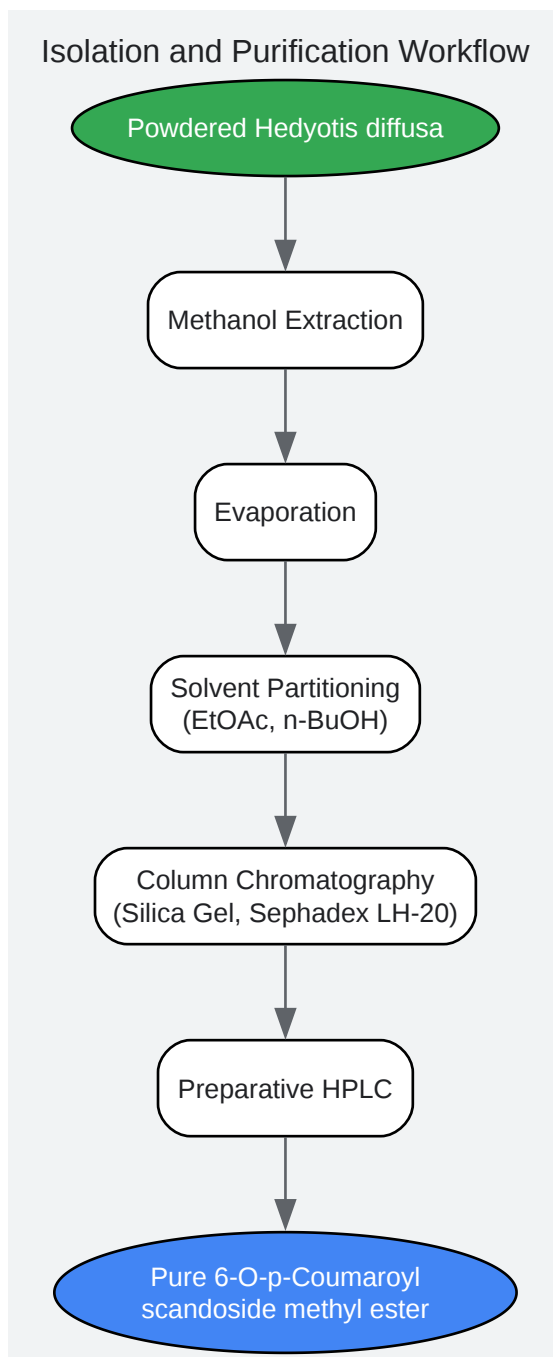 Isolation and Purification Workflow
Powdered Hedyotis diffusa
Methanol Extraction
Evaporation
Solvent Partitioning
(EtOAc, n-BuOH)
Column Chromatography
(Silica Gel, Sephadex LH-20)
Preparative HPLC
Pure 6-O-p-Coumaroyl
scandoside methyl ester